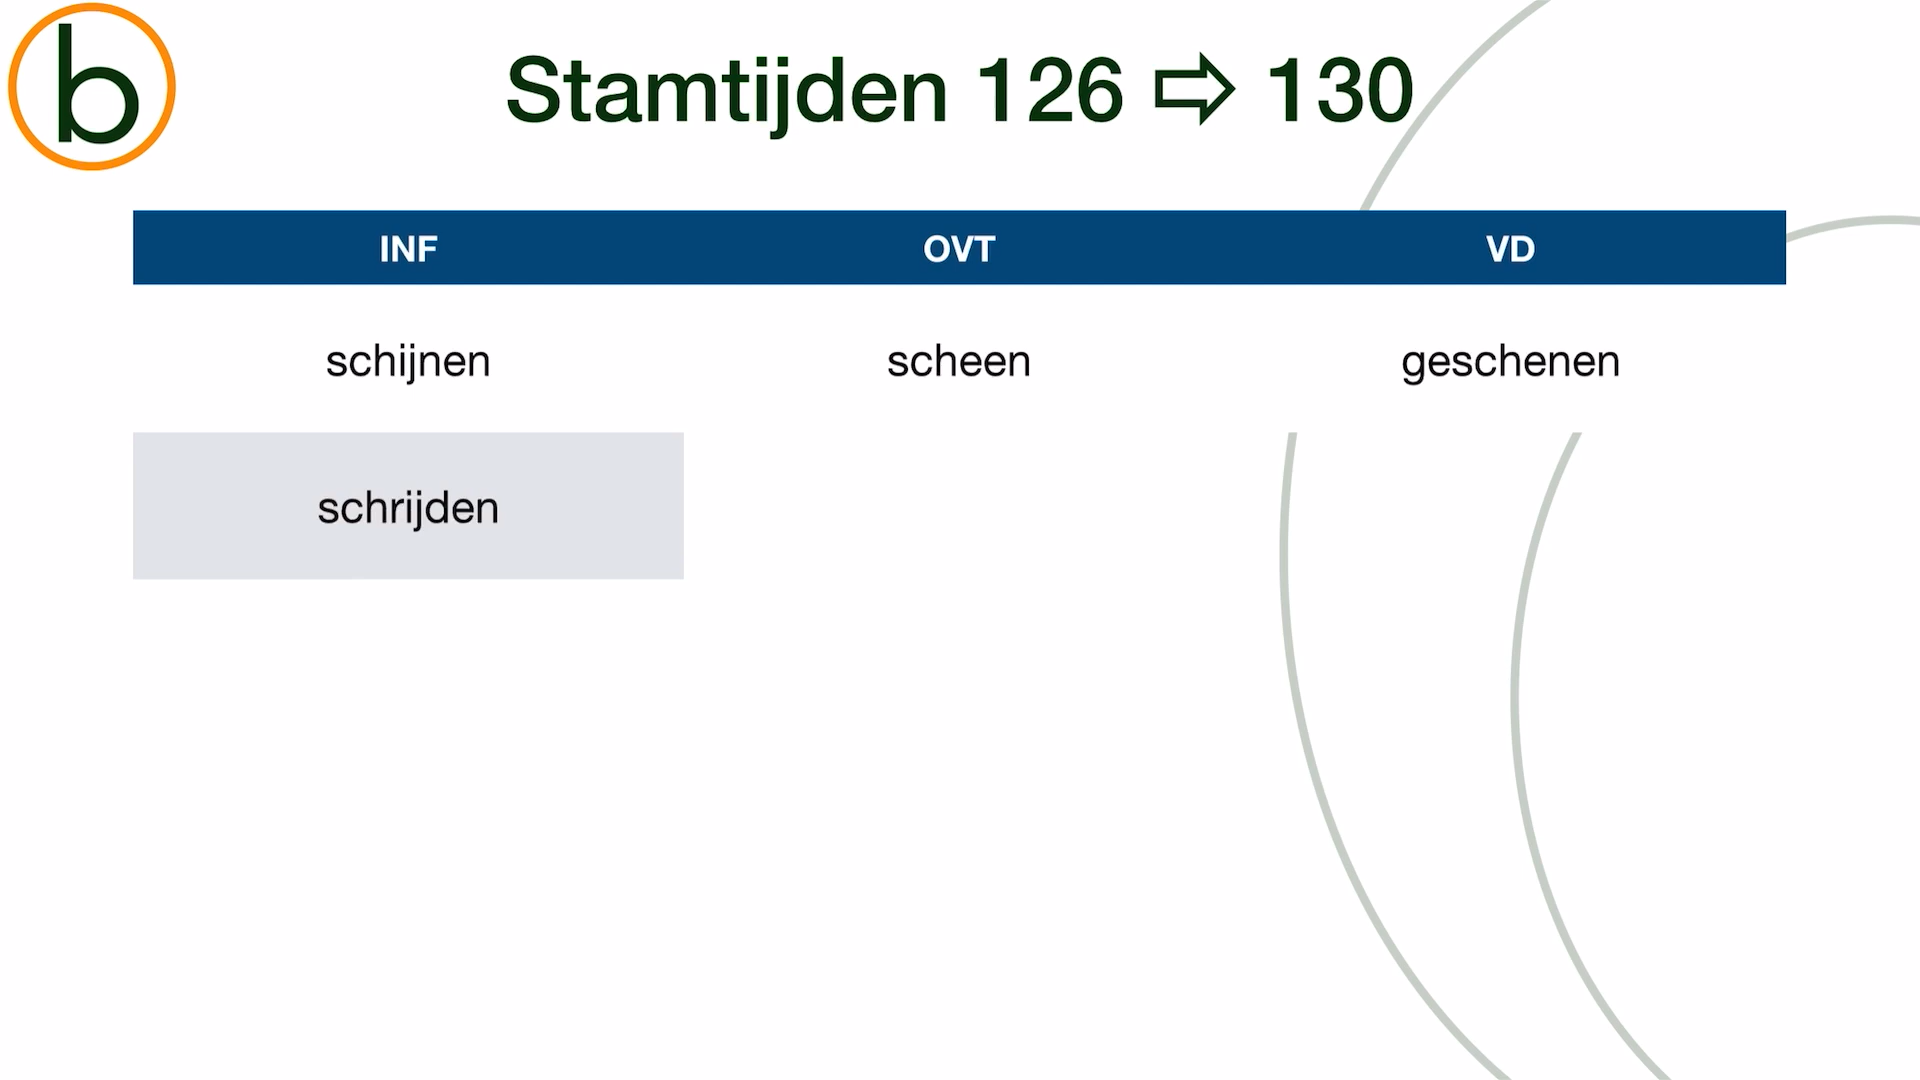 b
Stamtijden 126 ⇨ 130
INF OVT VD
schijnen scheen geschenen
schrijden